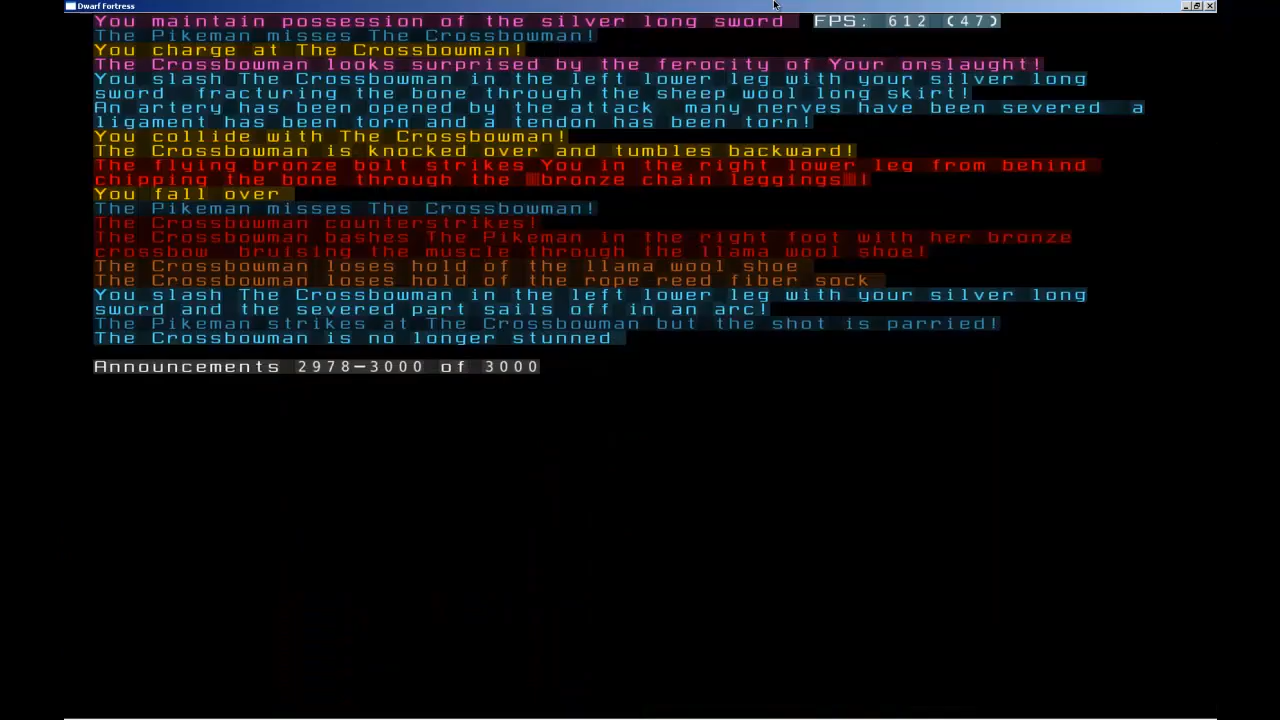 Dwarf Fortress
You maintain possession of the silver long sword FPS: 612 (47)
The Pikeman misses The Crossbowman!
You charge at The Crossbowman!
The Crossbowman looks surprised by the ferocity of Your onslaught!
You slash The Crossbowman in the left lower leg with your silver long
sword fracturing the bone through the sheep wool long skirt!
An artery has been opened by the attack many nerves have been severed a
ligament has been torn and a tendon has been torn!
You collide with The Crossbowman!
The Crossbowman is knocked over and tumbles backward!
The flying bronze bolt strikes You in the right lower leg from behind
chipping the bone through the bronze chain leggings!
You fall over
The Pikeman misses The Crossbowman!
The Crossbowman counterstrikes!
The Crossbowman bashes The Pikeman in the right foot with her bronze
crossbow bruising the muscle through the llama wool shoe!
The Crossbowman loses hold of the llama wool shoe
The Crossbowman loses hold of the rope reed fiber sock
You slash The Crossbowman in the left lower leg with your silver long
sword and the severed part sails off in an arc!
The Pikeman strikes at The Crossbowman but the shot is parried!
The Crossbowman is no longer stunned
Announcements 2978-3000 of 3000